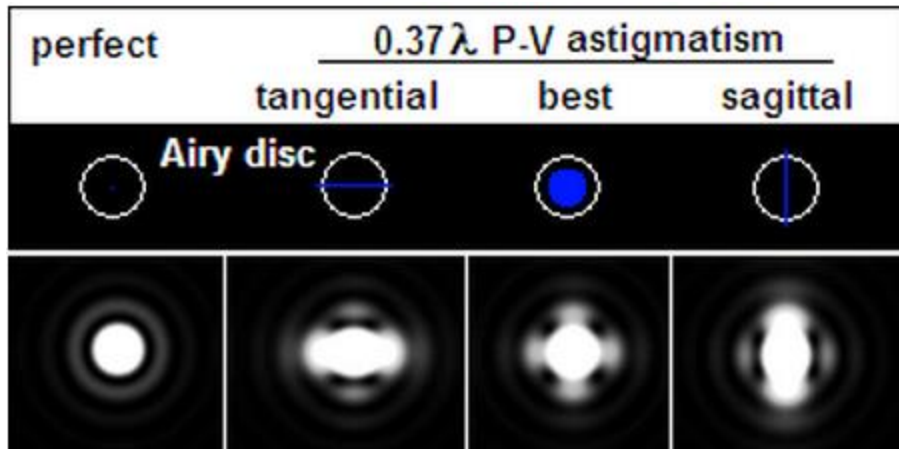 perfect
0.37λ P-V astigmatism
tangential best sagittal
Airy disc